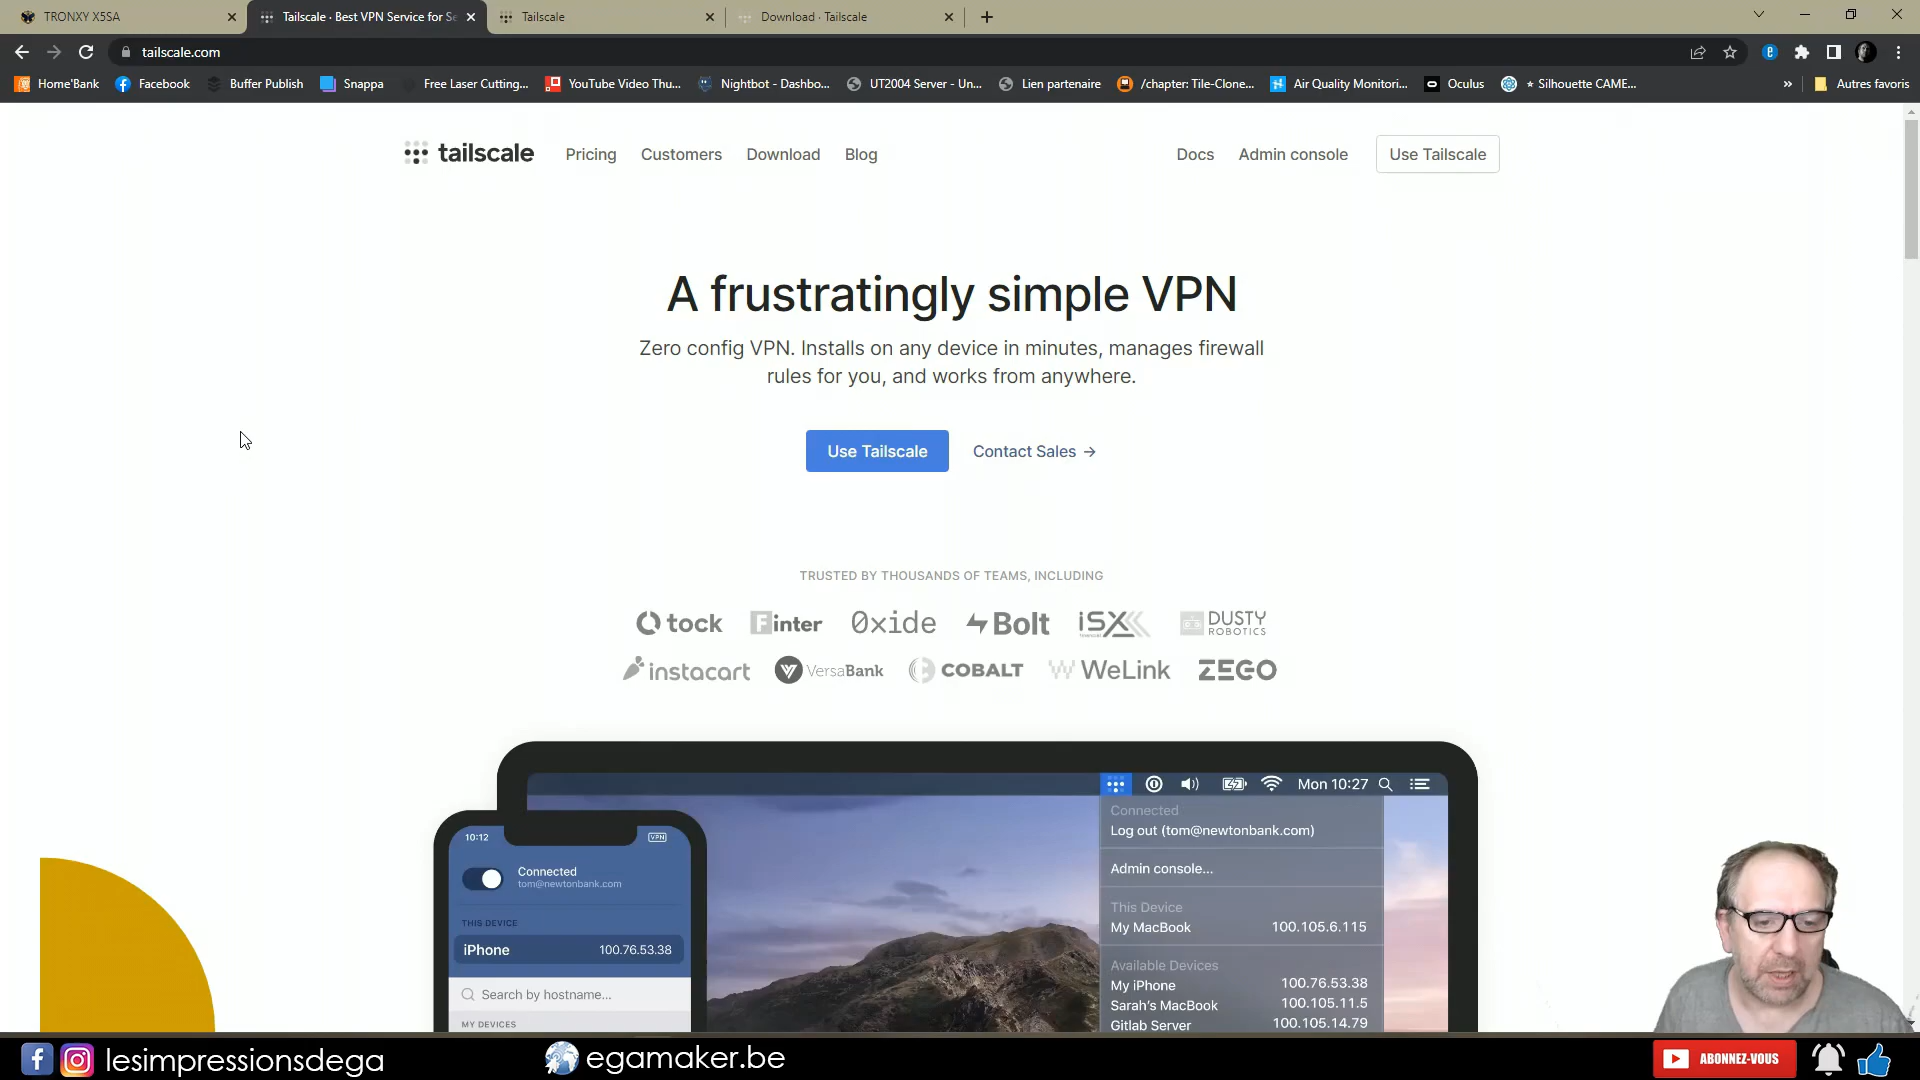 TRONXY X5SA
Tailscale · Best VPN Service for Se
Tailscale
Download · Tailscale
tailscale.com
Home'Bank
Facebook
Buffer Publish
Snappa
Free Laser Cutting...
YouTube Video Thu...
Nightbot - Dashbo...
UT2004 Server - Un...
Lien partenaire
/chapter: Tile-Clone...
Air Quality Monitori...
Oculus
⋆ Silhouette CAME...
»
Autres favoris
tailscale
Pricing
Customers
Download
Blog
Docs
Admin console
Use Tailscale
A frustratingly simple VPN
Zero config VPN. Installs on any device in minutes, manages firewall
rules for you, and works from anywhere.
Use Tailscale
Contact Sales →
TRUSTED BY THOUSANDS OF TEAMS, INCLUDING
tock
Finter
0xide
Bolt
iSX
DUSTY
ROBOTICS
instacart
VersaBank
COBALT
WeLink
ZEGO
Mon 10:27
Connected
Log out (tom@newtonbank.com)
Admin console...
This Device
My MacBook 100.105.6.115
Available Devices
My iPhone 100.76.53.38
Sarah's MacBook 100.105.11.5
Gitlab Server 100.105.14.79
10:12
VPN
Connected
tom@newtonbank.com
THIS DEVICE
iPhone 100.76.53.38
Search by hostname...
MY DEVICES
lesimpressionsdega
egamaker.be
ABONNEZ-VOUS